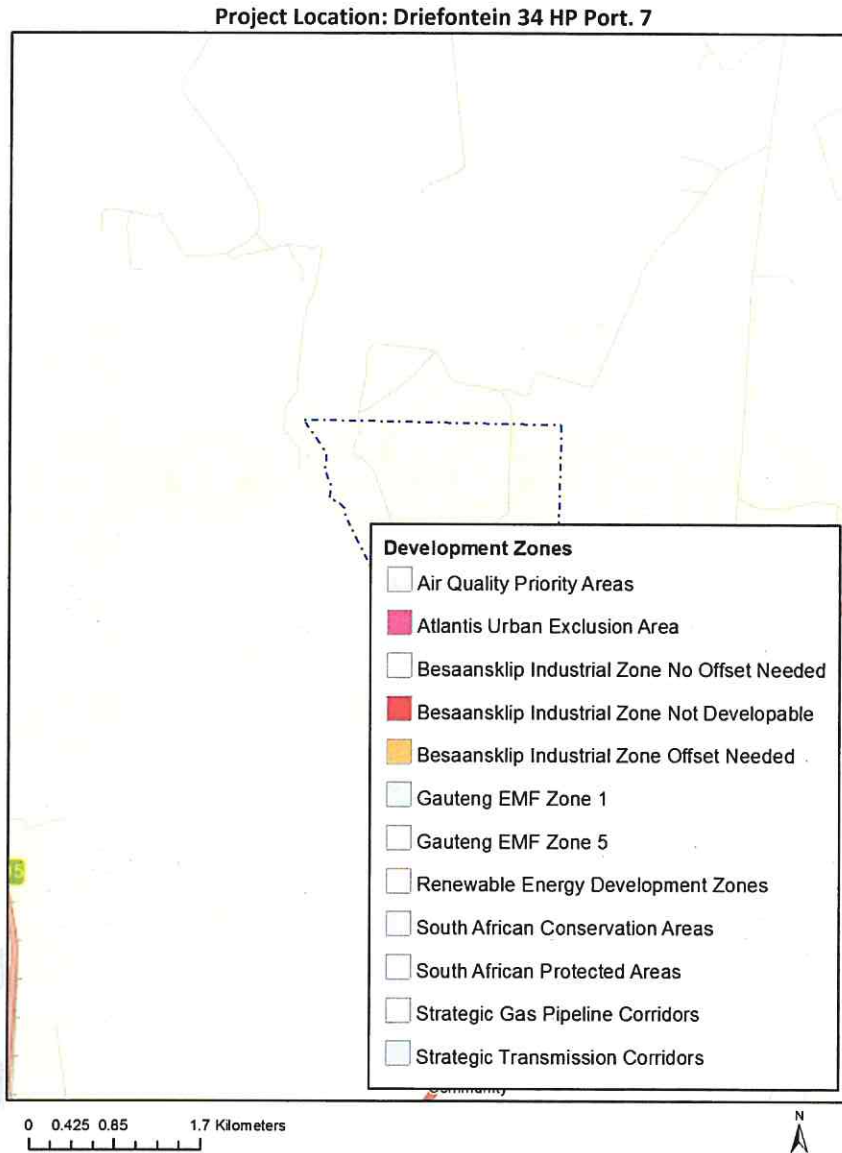 Project Location: Driefontein 34 HP Port. 7
Development Zones
Air Quality Priority Areas
Atlantis Urban Exclusion Area
Besaansklip Industrial Zone No Offset Needed
Besaansklip Industrial Zone Not Developable
Besaansklip Industrial Zone Offset Needed
Gauteng EMF Zone 1
Gauteng EMF Zone 5
Renewable Energy Development Zones
South African Conservation Areas
South African Protected Areas
Strategic Gas Pipeline Corridors
Strategic Transmission Corridors
Community
0 0.425 0.85 1.7 Kilometers
N